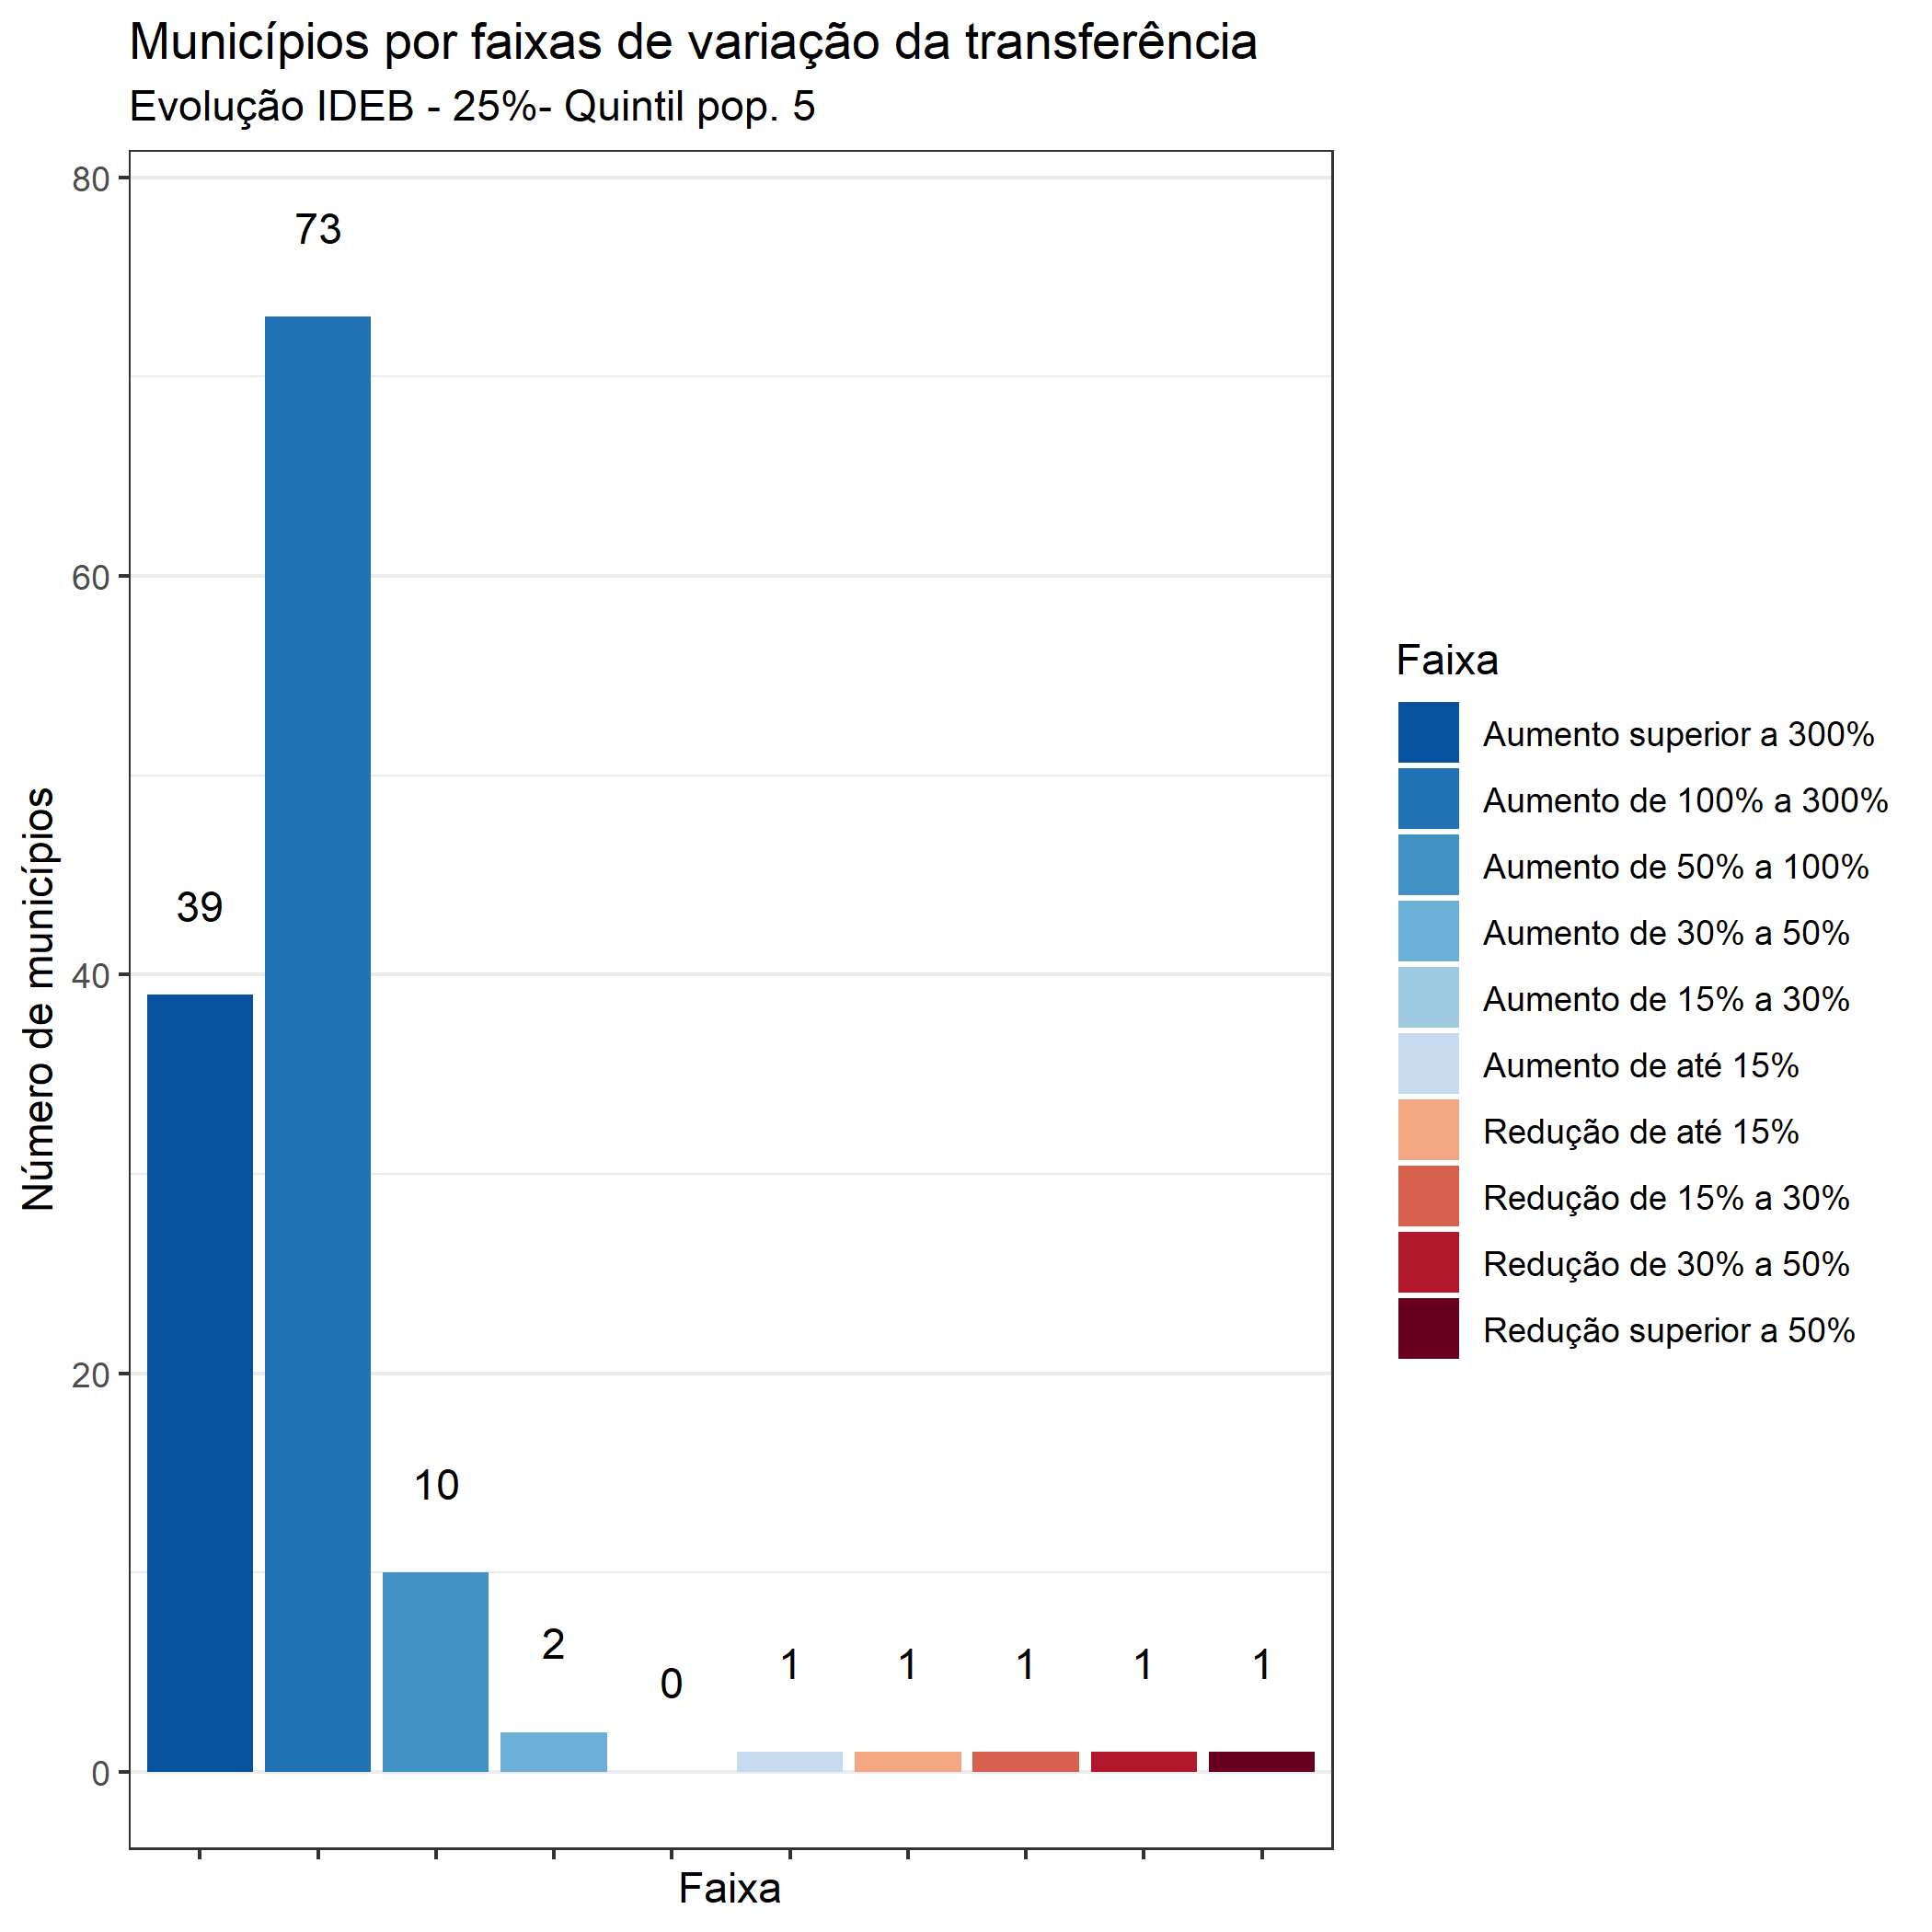 Municípios por faixas de variação da transferência
Evolução IDEB - 25%- Quintil pop. 5
80
60
40
20
0
Número de municípios
39
73
10
2
0
1
1
1
1
1
Faixa
Faixa
Aumento superior a 300%
Aumento de 100% a 300%
Aumento de 50% a 100%
Aumento de 30% a 50%
Aumento de 15% a 30%
Aumento de até 15%
Redução de até 15%
Redução de 15% a 30%
Redução de 30% a 50%
Redução superior a 50%